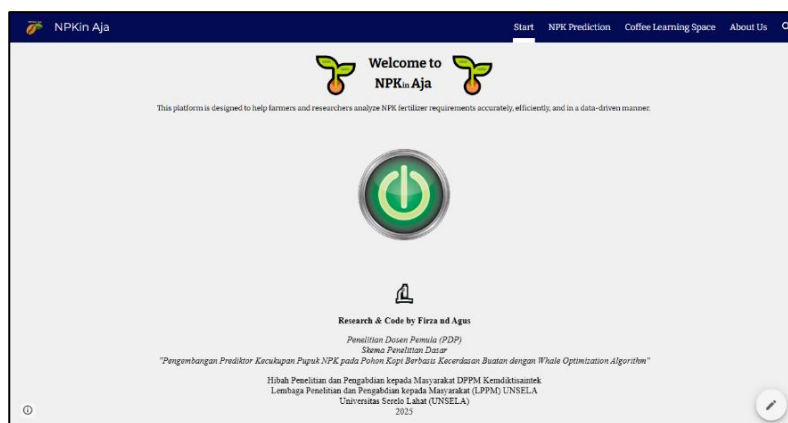 NPKin Aja
Start NPK Prediction Coffee Learning Space About Us
Welcome to
NPKin Aja
This platform is designed to help farmers and researchers analyze NPK fertilizer requirements accurately, efficiently, and in a data-driven manner.
Research & Code by Firza nd Agus
Penelitian Dosen Pemula (PDP)
Skema Penelitian Dasar
"Pengembangan Prediktor Kecukupan Pupuk NPK pada Pohon Kopi Berbasis Kecerdasan Buatan dengan Whale Optimization Algorithm"
Hibah Penelitian dan Pengabdian kepada Masyarakat DPPM Kemdiktisaintek
Lembaga Penelitian dan Pengabdian kepada Masyarakat (LPPM) UNSELA
Universitas Serelo Lahat (UNSELA)
2025